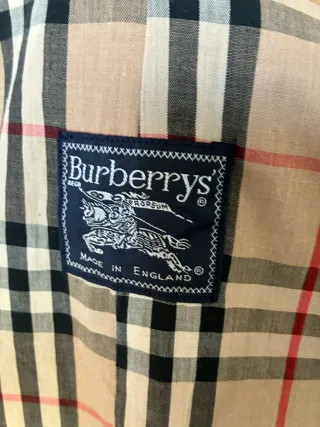 Burberrys'
REGD
PRORSUM
®
®
MADE IN ENGLAND